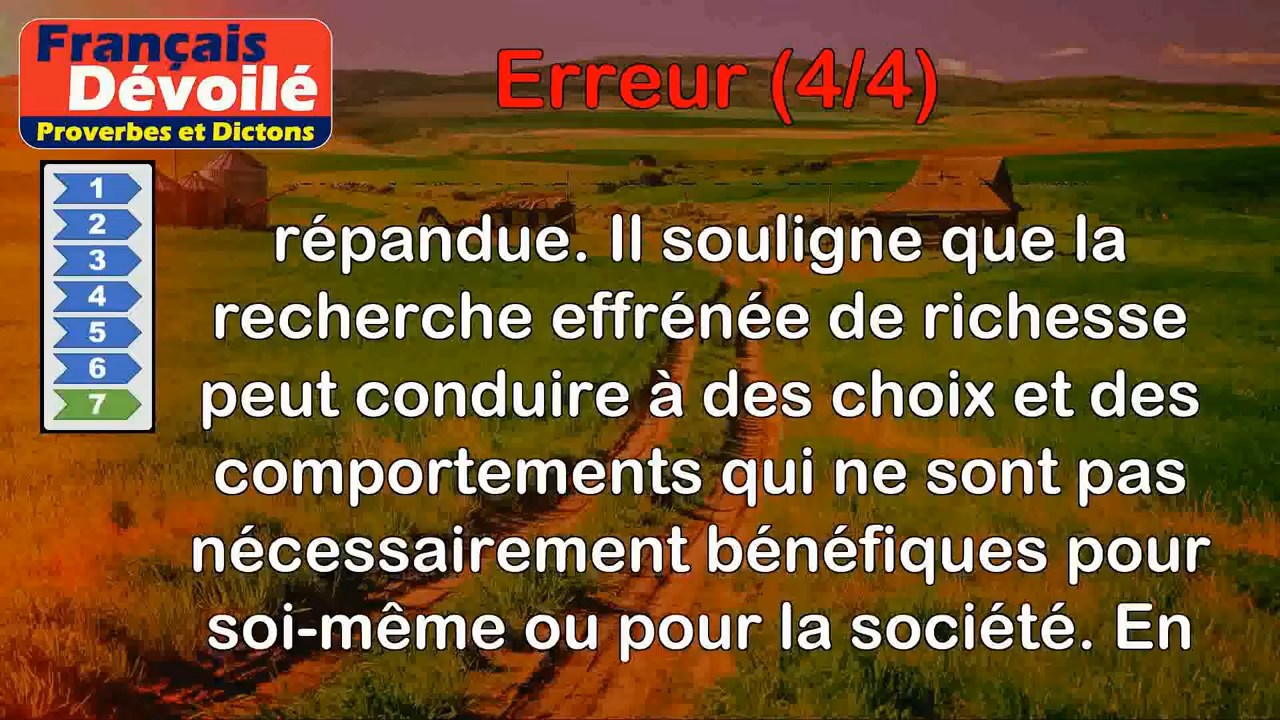 Français
Dévoilé
Proverbes et Dictons
Erreur (4/4)
1
2
3
4
5
6
7
répandue. Il souligne que la
recherche effrénée de richesse
peut conduire à des choix et des
comportements qui ne sont pas
nécessairement bénéfiques pour
soi-même ou pour la société. En